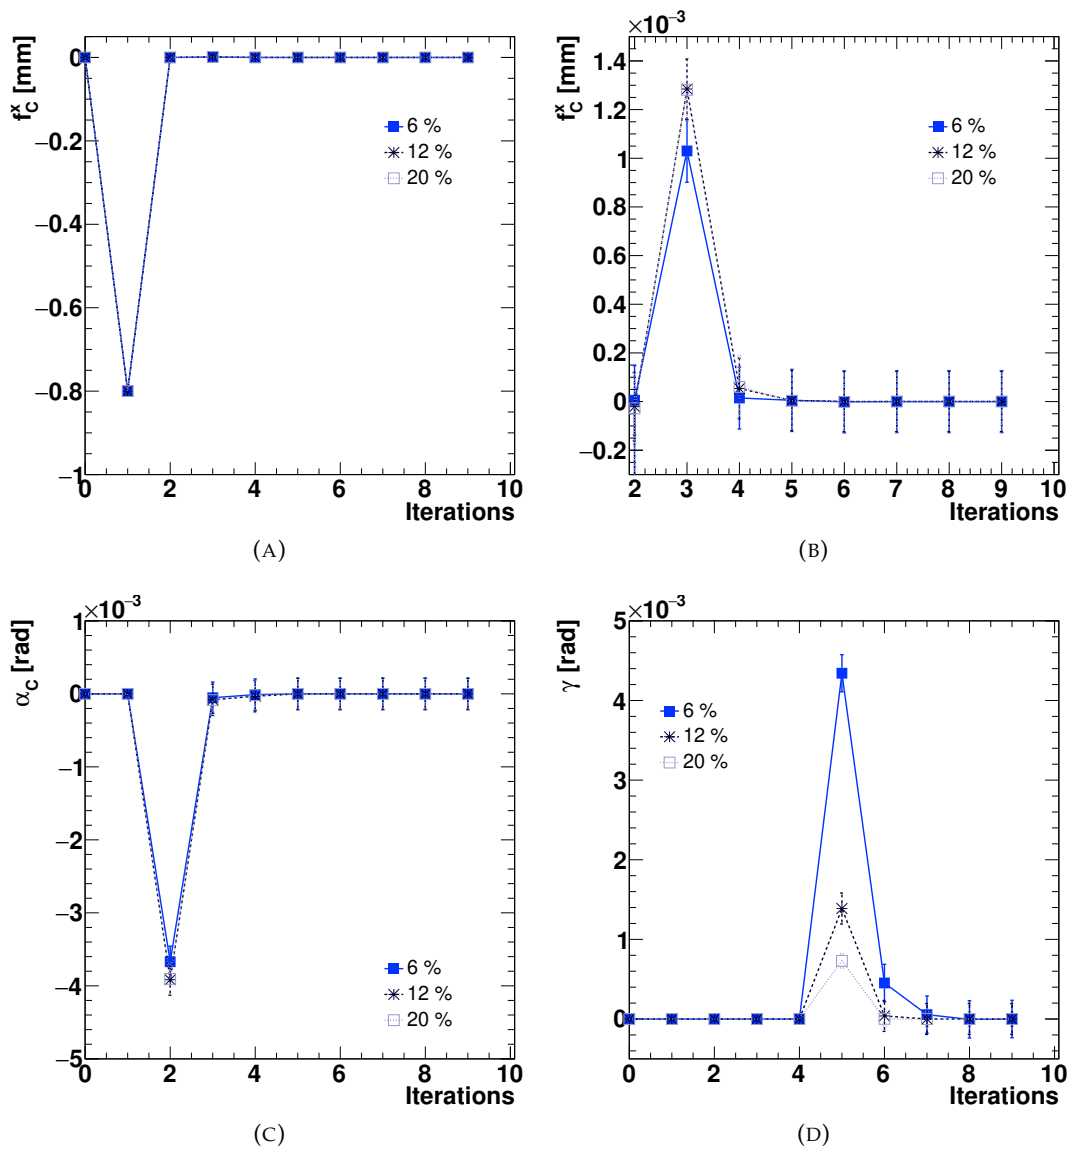 f_C^x [mm]
0
−0.2
−0.4
−0.6
−0.8
−1
6 %
12 %
20 %
0 2 4 6 8 10
Iterations
(A)
×10⁻³
f_C^x [mm]
1.4
1.2
1
0.8
0.6
0.4
0.2
0
−0.2
6 %
12 %
20 %
2 3 4 5 6 7 8 9 10
Iterations
(B)
×10⁻³
α_C [rad]
1
0
−1
−2
−3
−4
−5
6 %
12 %
20 %
0 2 4 6 8 10
Iterations
(C)
×10⁻³
γ [rad]
5
4
3
2
1
0
6 %
12 %
20 %
0 2 4 6 8 10
Iterations
(D)